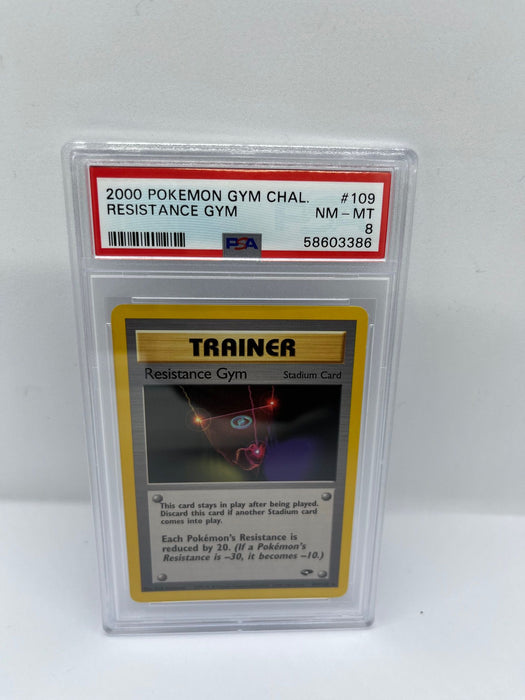 2000 POKEMON GYM CHAL. #109
RESISTANCE GYM NM - MT
8
PSA 58603386
TRAINER
Resistance Gym Stadium Card
This card stays in play after being played.
Discard this card if another Stadium card
comes into play.
Each Pokémon's Resistance is
reduced by 20. (If a Pokémon's
Resistance is –30, it becomes –10.)